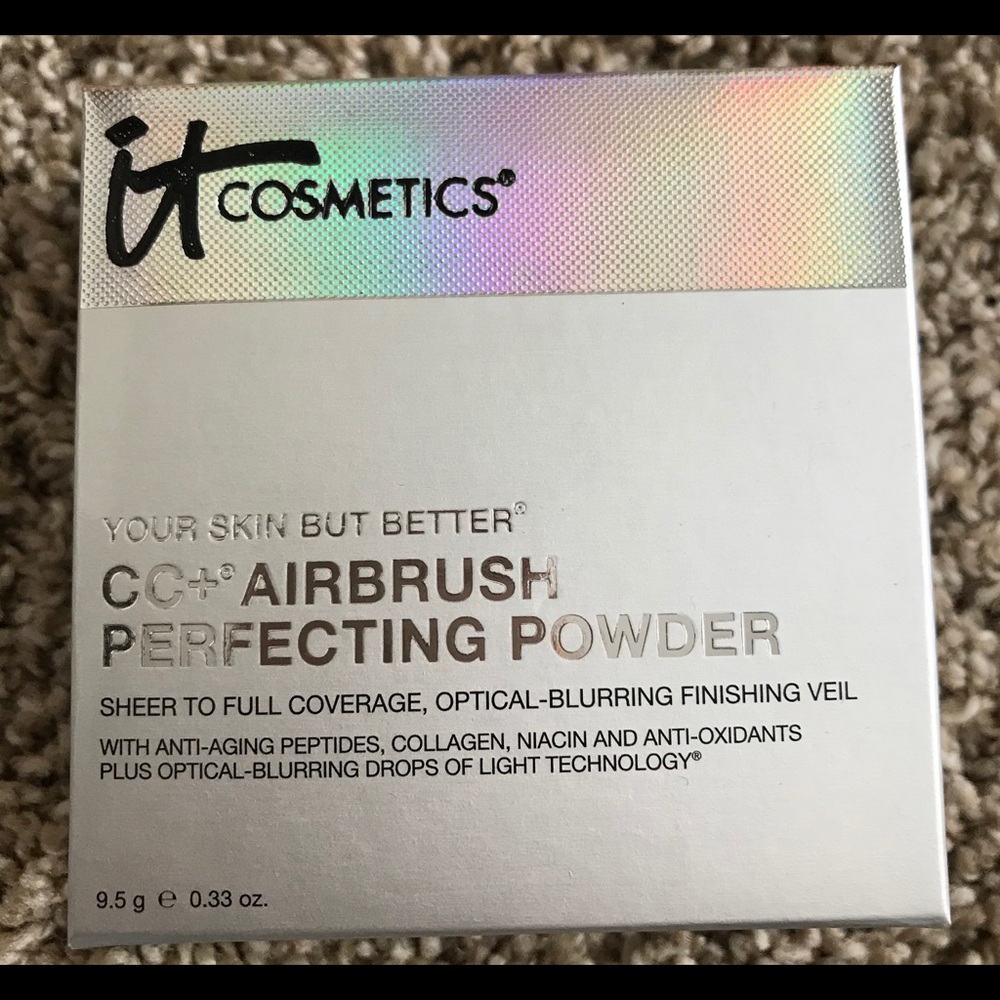 it COSMETICS®
YOUR SKIN BUT BETTER®
CC+® AIRBRUSH
PERFECTING POWDER
SHEER TO FULL COVERAGE, OPTICAL-BLURRING FINISHING VEIL
WITH ANTI-AGING PEPTIDES, COLLAGEN, NIACIN AND ANTI-OXIDANTS
PLUS OPTICAL-BLURRING DROPS OF LIGHT TECHNOLOGY®
9.5 g ℮ 0.33 oz.